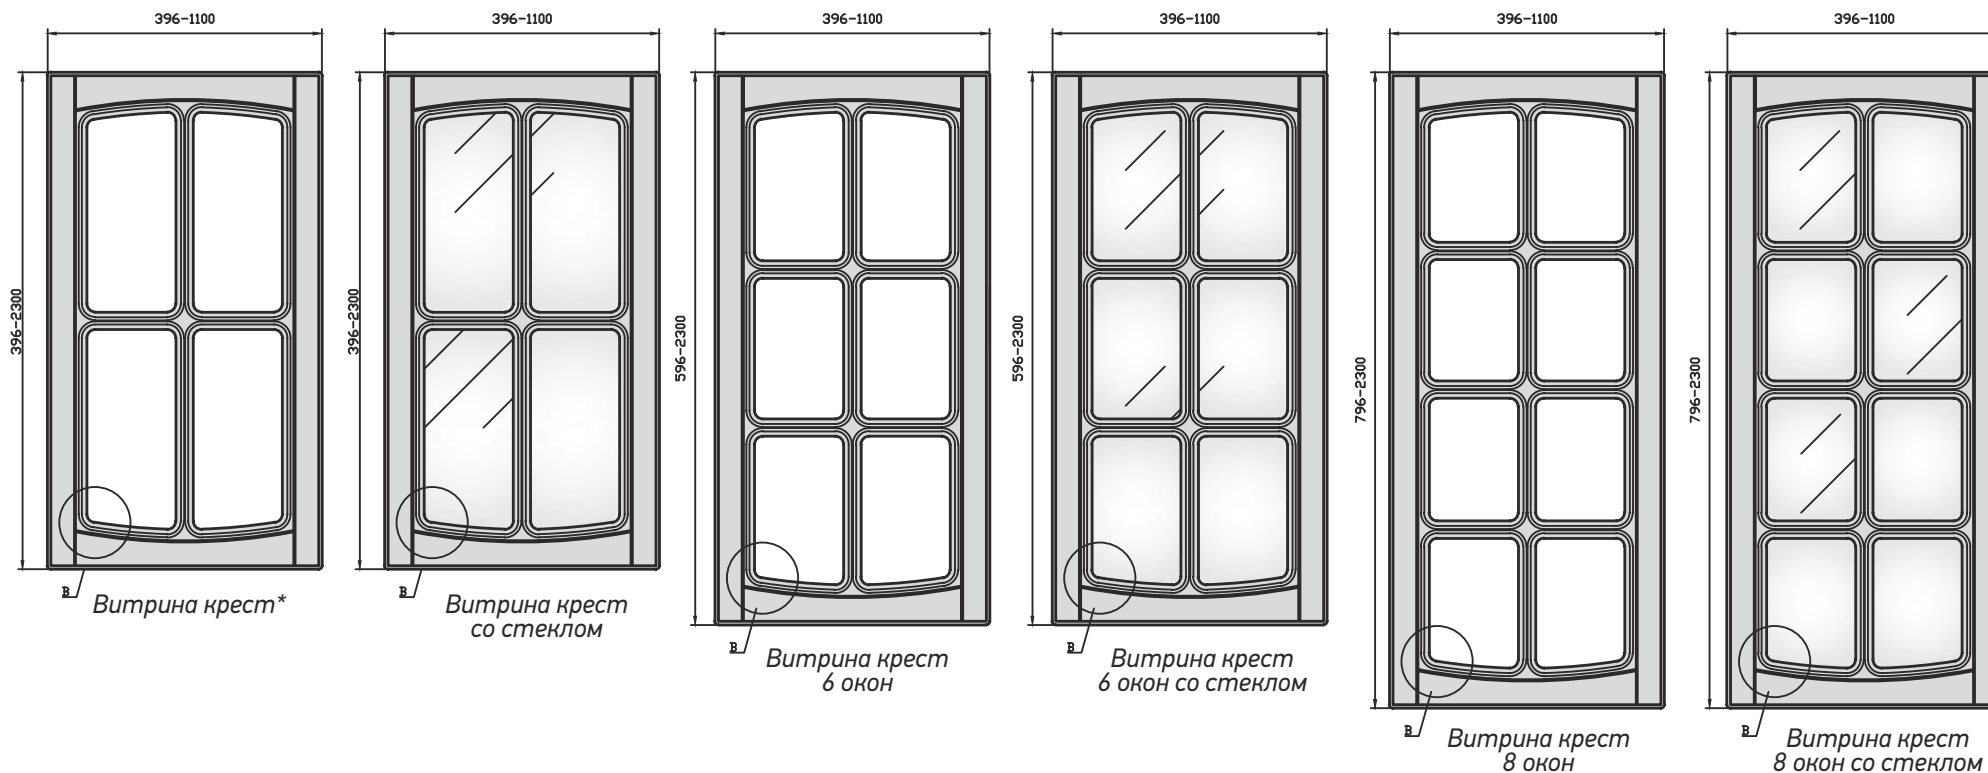 396-1100
396-1100
396-1100
396-1100
396-1100
396-1100
396-2300
396-2300
596-2300
596-2300
796-2300
796-2300
В
Витрина крест*
В
Витрина крест
со стеклом
В
Витрина крест
6 окон
В
Витрина крест
6 окон со стеклом
В
Витрина крест
8 окон
В
Витрина крест
8 окон со стеклом